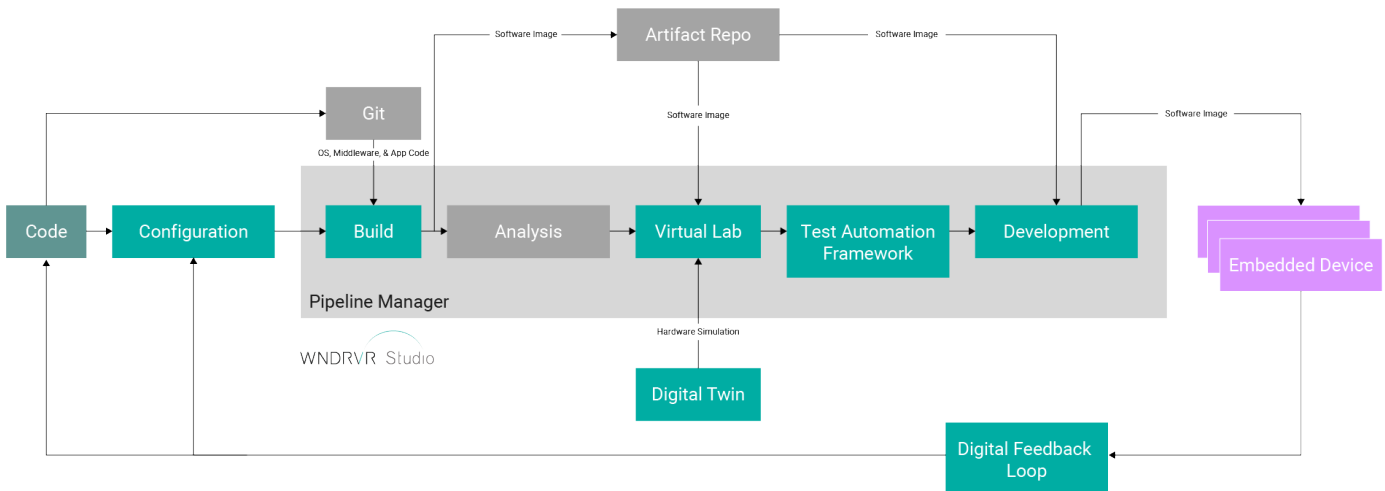 Software Image
Artifact Repo
Software Image
Git
Software Image
Software Image
OS, Middleware, & App Code
Code
Configuration
Build
Analysis
Virtual Lab
Test Automation
Framework
Development
Embedded Device
Pipeline Manager
Hardware Simulation
WNDRVR Studio
Digital Twin
Digital Feedback
Loop